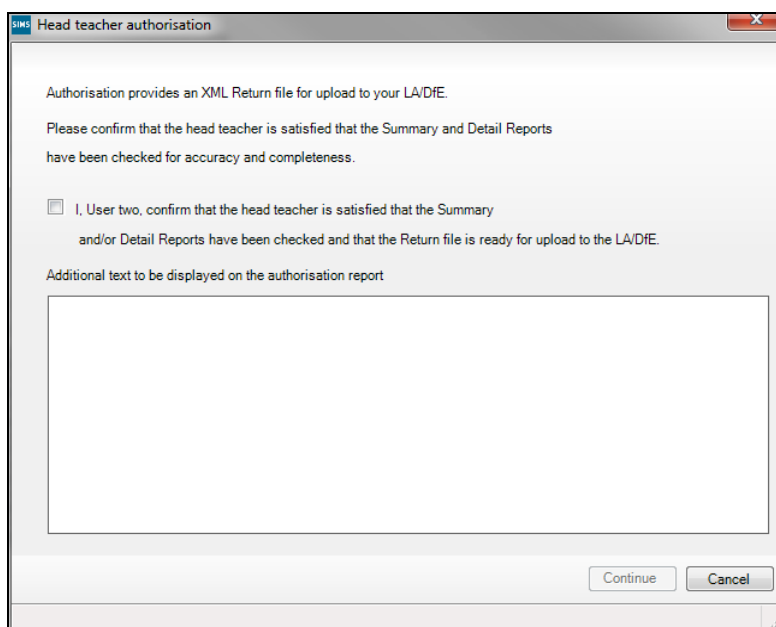 SIMS Head teacher authorisation
Authorisation provides an XML Return file for upload to your LA/DfE.
Please confirm that the head teacher is satisfied that the Summary and Detail Reports
have been checked for accuracy and completeness.
I, User two, confirm that the head teacher is satisfied that the Summary
and/or Detail Reports have been checked and that the Return file is ready for upload to the LA/DfE.
Additional text to be displayed on the authorisation report
Continue Cancel